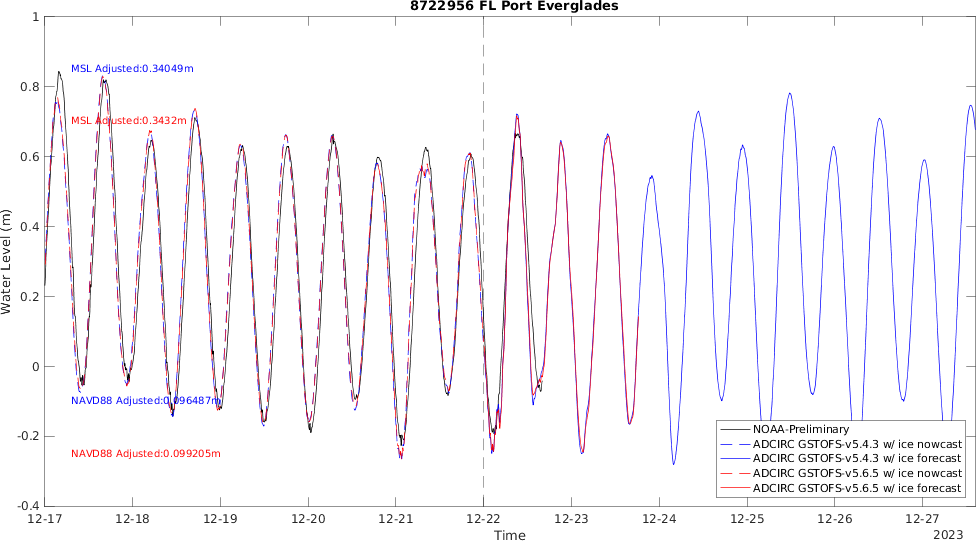 8722956 FL Port Everglades
1
0.8
0.6
0.4
0.2
0
-0.2
-0.4
Water Level (m)
MSL Adjusted:0.34049m
MSL Adjusted:0.3432m
NAVD88 Adjusted:0.096487m
NAVD88 Adjusted:0.099205m
NOAA-Preliminary
ADCIRC GSTOFS-v5.4.3 w/ ice nowcast
ADCIRC GSTOFS-v5.4.3 w/ ice forecast
ADCIRC GSTOFS-v5.6.5 w/ ice nowcast
ADCIRC GSTOFS-v5.6.5 w/ ice forecast
12-17 12-18 12-19 12-20 12-21 12-22 12-23 12-24 12-25 12-26 12-27
Time
2023